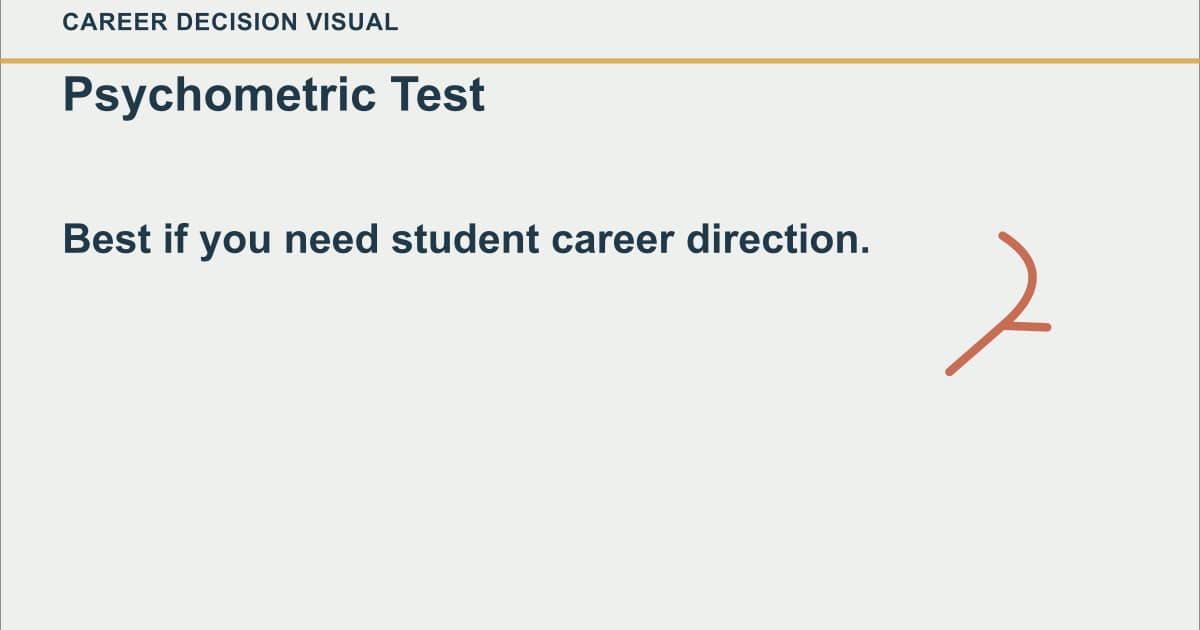 CAREER DECISION VISUAL
Psychometric Test
Best if you need student career direction.